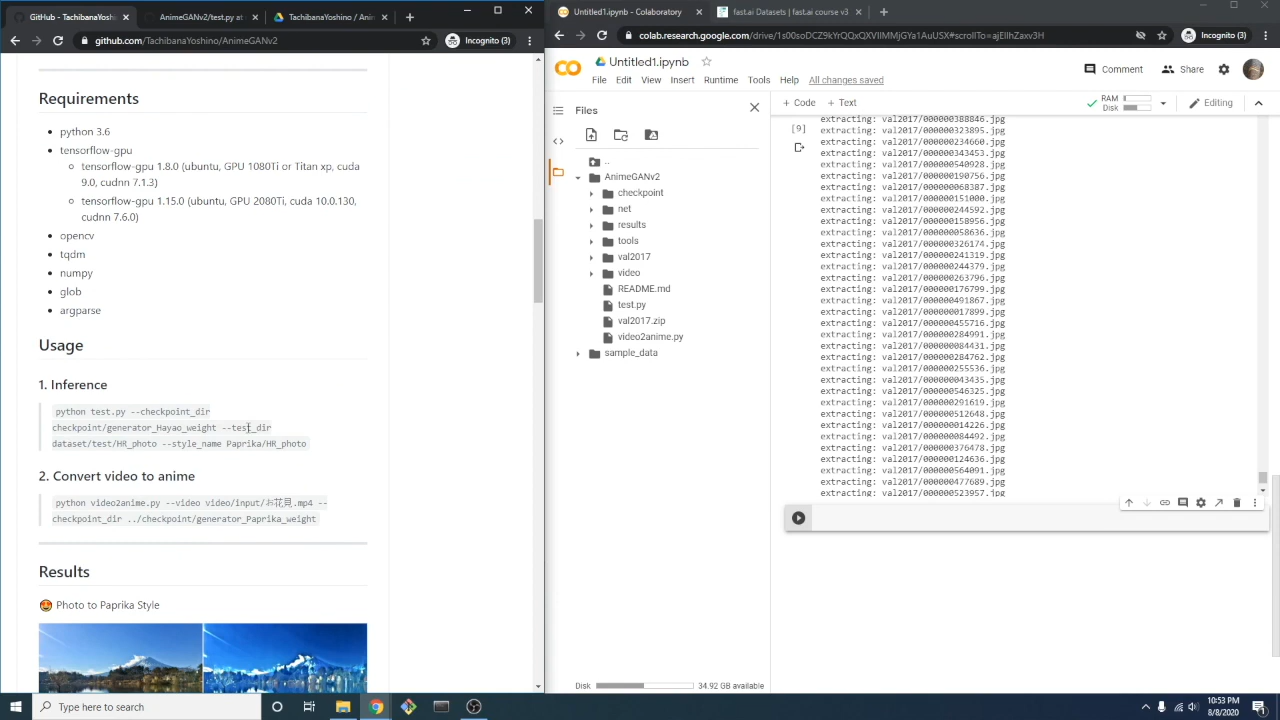 GitHub - TachibanaYoshino/Anim
AnimeGANv2/test.py at
TachibanaYoshino / Anim
github.com/TachibanaYoshino/AnimeGANv2
Incognito (3)
Requirements
python 3.6
tensorflow-gpu
tensorflow-gpu 1.8.0 (ubuntu, GPU 1080Ti or Titan xp, cuda
9.0, cudnn 7.1.3)
tensorflow-gpu 1.15.0 (ubuntu, GPU 2080Ti, cuda 10.0.130,
cudnn 7.6.0)
opencv
tqdm
numpy
glob
argparse
Usage
1. Inference
python test.py --checkpoint_dir
checkpoint/generator_Hayao_weight --test_dir
dataset/test/HR_photo --style_name Paprika/HR_photo
2. Convert video to anime
python video2anime.py --video video/input/お花見.mp4 --
checkpoint_dir ../checkpoint/generator_Paprika_weight
Results
Photo to Paprika Style
Untitled1.ipynb - Colaboratory
fast.ai Datasets | fast.ai course v3
colab.research.google.com/drive/1s00soDCZ9kYrQQxQXVIIMMjGYa1AuUSX#scrollTo=ajEllhZaxv3H
Incognito (3)
Untitled1.ipynb
File Edit View Insert Runtime Tools Help All changes saved
Comment Share
+ Code + Text
RAM
Disk
Editing
Files
..
AnimeGANv2
checkpoint
net
results
tools
val2017
video
README.md
test.py
val2017.zip
video2anime.py
sample_data
Disk 34.92 GB available
[9]
extracting: val2017/000000388846.jpg
extracting: val2017/000000323895.jpg
extracting: val2017/000000234660.jpg
extracting: val2017/000000343453.jpg
extracting: val2017/000000540928.jpg
extracting: val2017/000000190756.jpg
extracting: val2017/000000068387.jpg
extracting: val2017/000000151000.jpg
extracting: val2017/000000244592.jpg
extracting: val2017/000000158956.jpg
extracting: val2017/000000058636.jpg
extracting: val2017/000000326174.jpg
extracting: val2017/000000241319.jpg
extracting: val2017/000000244379.jpg
extracting: val2017/000000263796.jpg
extracting: val2017/000000176799.jpg
extracting: val2017/000000491867.jpg
extracting: val2017/000000017899.jpg
extracting: val2017/000000455716.jpg
extracting: val2017/000000284991.jpg
extracting: val2017/000000084431.jpg
extracting: val2017/000000284762.jpg
extracting: val2017/000000255536.jpg
extracting: val2017/000000043435.jpg
extracting: val2017/000000546325.jpg
extracting: val2017/000000291619.jpg
extracting: val2017/000000512648.jpg
extracting: val2017/000000014226.jpg
extracting: val2017/000000084492.jpg
extracting: val2017/000000376478.jpg
extracting: val2017/000000124636.jpg
extracting: val2017/000000564091.jpg
extracting: val2017/000000477689.jpg
extracting: val2017/000000523957.jpg
Type here to search
10:53 PM
8/8/2020